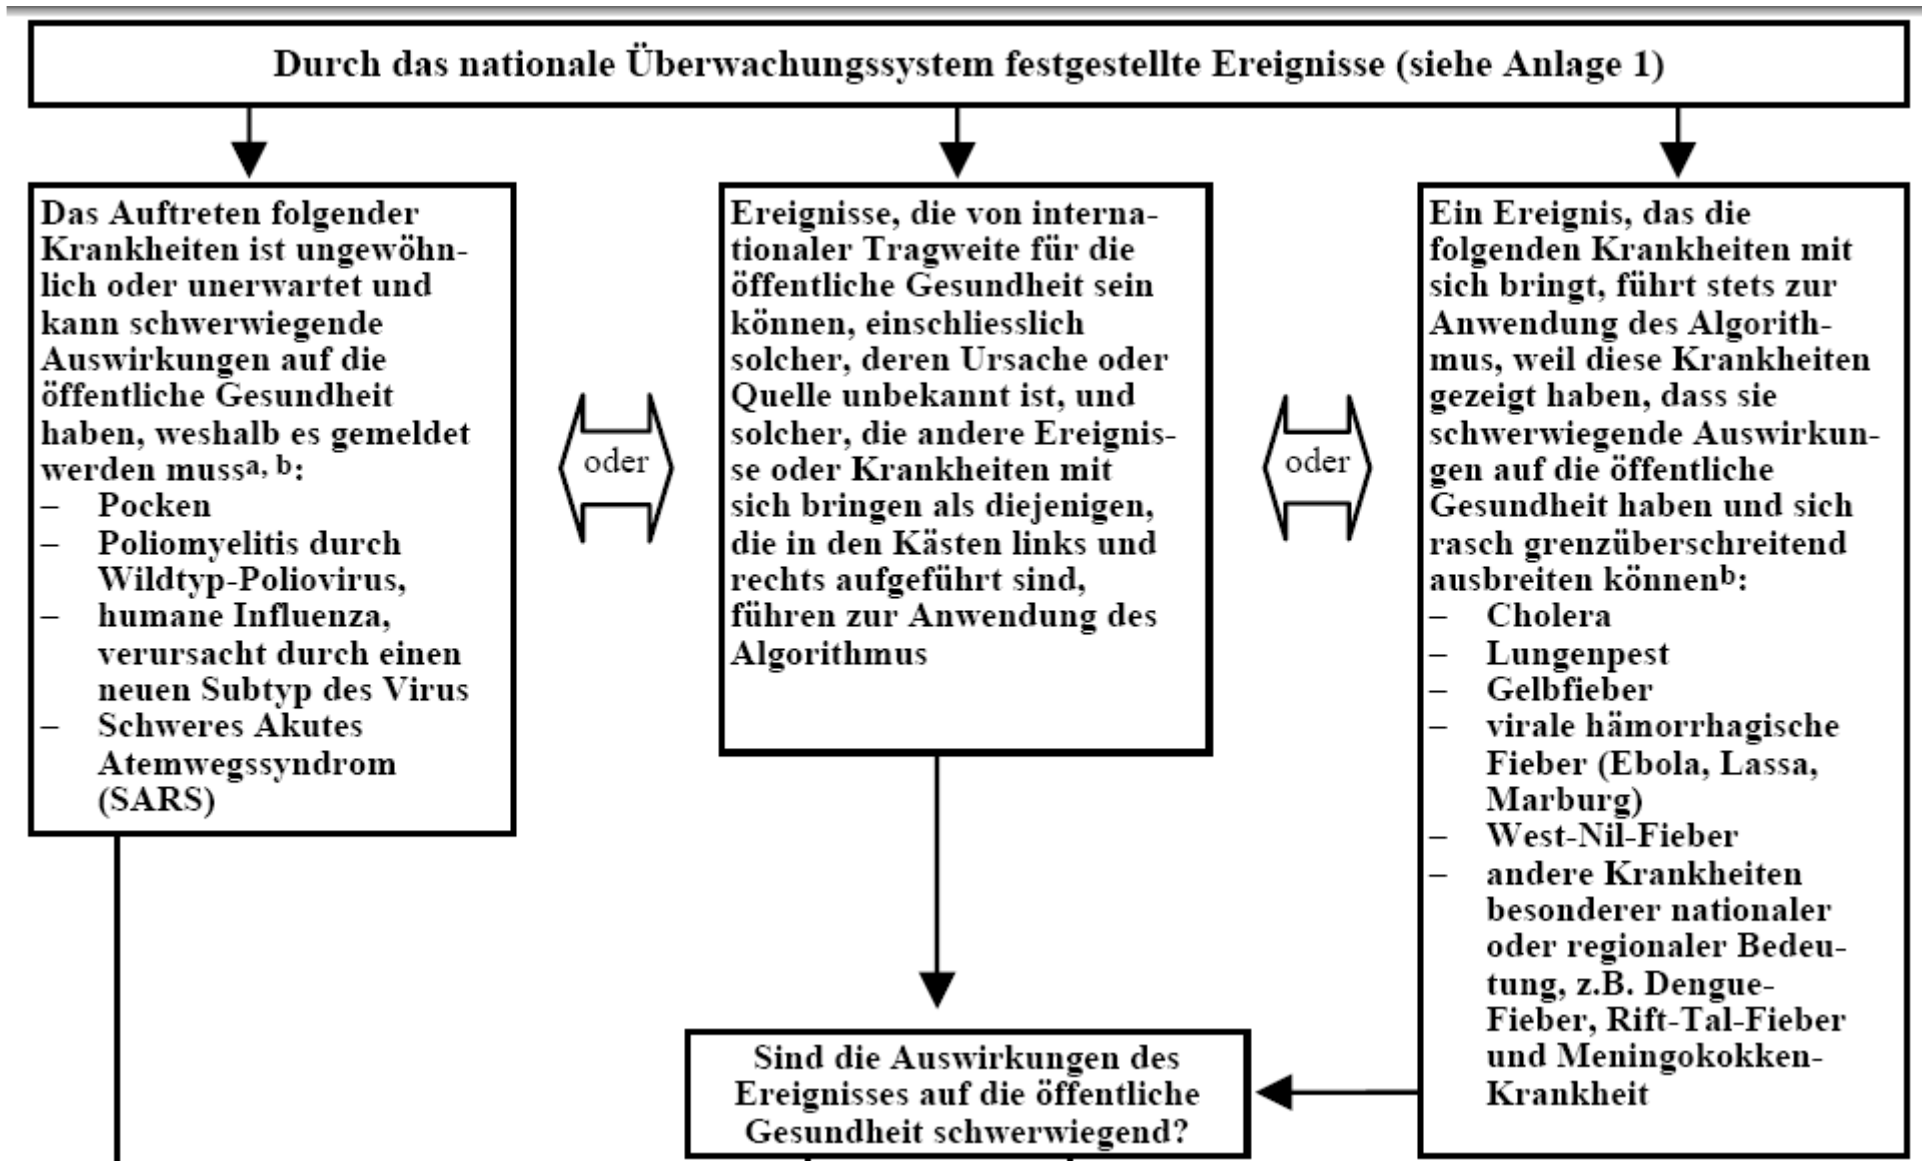 Durch das nationale Überwachungssystem festgestellte Ereignisse (siehe Anlage 1)
Das Auftreten folgender
Krankheiten ist ungewöhn-
lich oder unerwartet und
kann schwerwiegende
Auswirkungen auf die
öffentliche Gesundheit
haben, weshalb es gemeldet
werden muss a, b:
– Pocken
– Poliomyelitis durch
Wildtyp-Poliovirus,
– humane Influenza,
verursacht durch einen
neuen Subtyp des Virus
– Schweres Akutes
Atemwegssyndrom
(SARS)
oder
Ereignisse, die von interna-
tionaler Tragweite für die
öffentliche Gesundheit sein
können, einschliesslich
solcher, deren Ursache oder
Quelle unbekannt ist, und
solcher, die andere Ereignis-
se oder Krankheiten mit
sich bringen als diejenigen,
die in den Kästen links und
rechts aufgeführt sind,
führen zur Anwendung des
Algorithmus
oder
Ein Ereignis, das die
folgenden Krankheiten mit
sich bringt, führt stets zur
Anwendung des Algorith-
mus, weil diese Krankheiten
gezeigt haben, dass sie
schwerwiegende Auswirkun-
gen auf die öffentliche
Gesundheit haben und sich
rasch grenzüberschreitend
ausbreiten können b:
– Cholera
– Lungenpest
– Gelbfieber
– virale hämorrhagische
Fieber (Ebola, Lassa,
Marburg)
– West-Nil-Fieber
– andere Krankheiten
besonderer nationaler
oder regionaler Bedeu-
tung, z.B. Dengue-
Fieber, Rift-Tal-Fieber
und Meningokokken-
Krankheit
Sind die Auswirkungen des
Ereignisses auf die öffentliche
Gesundheit schwerwiegend?